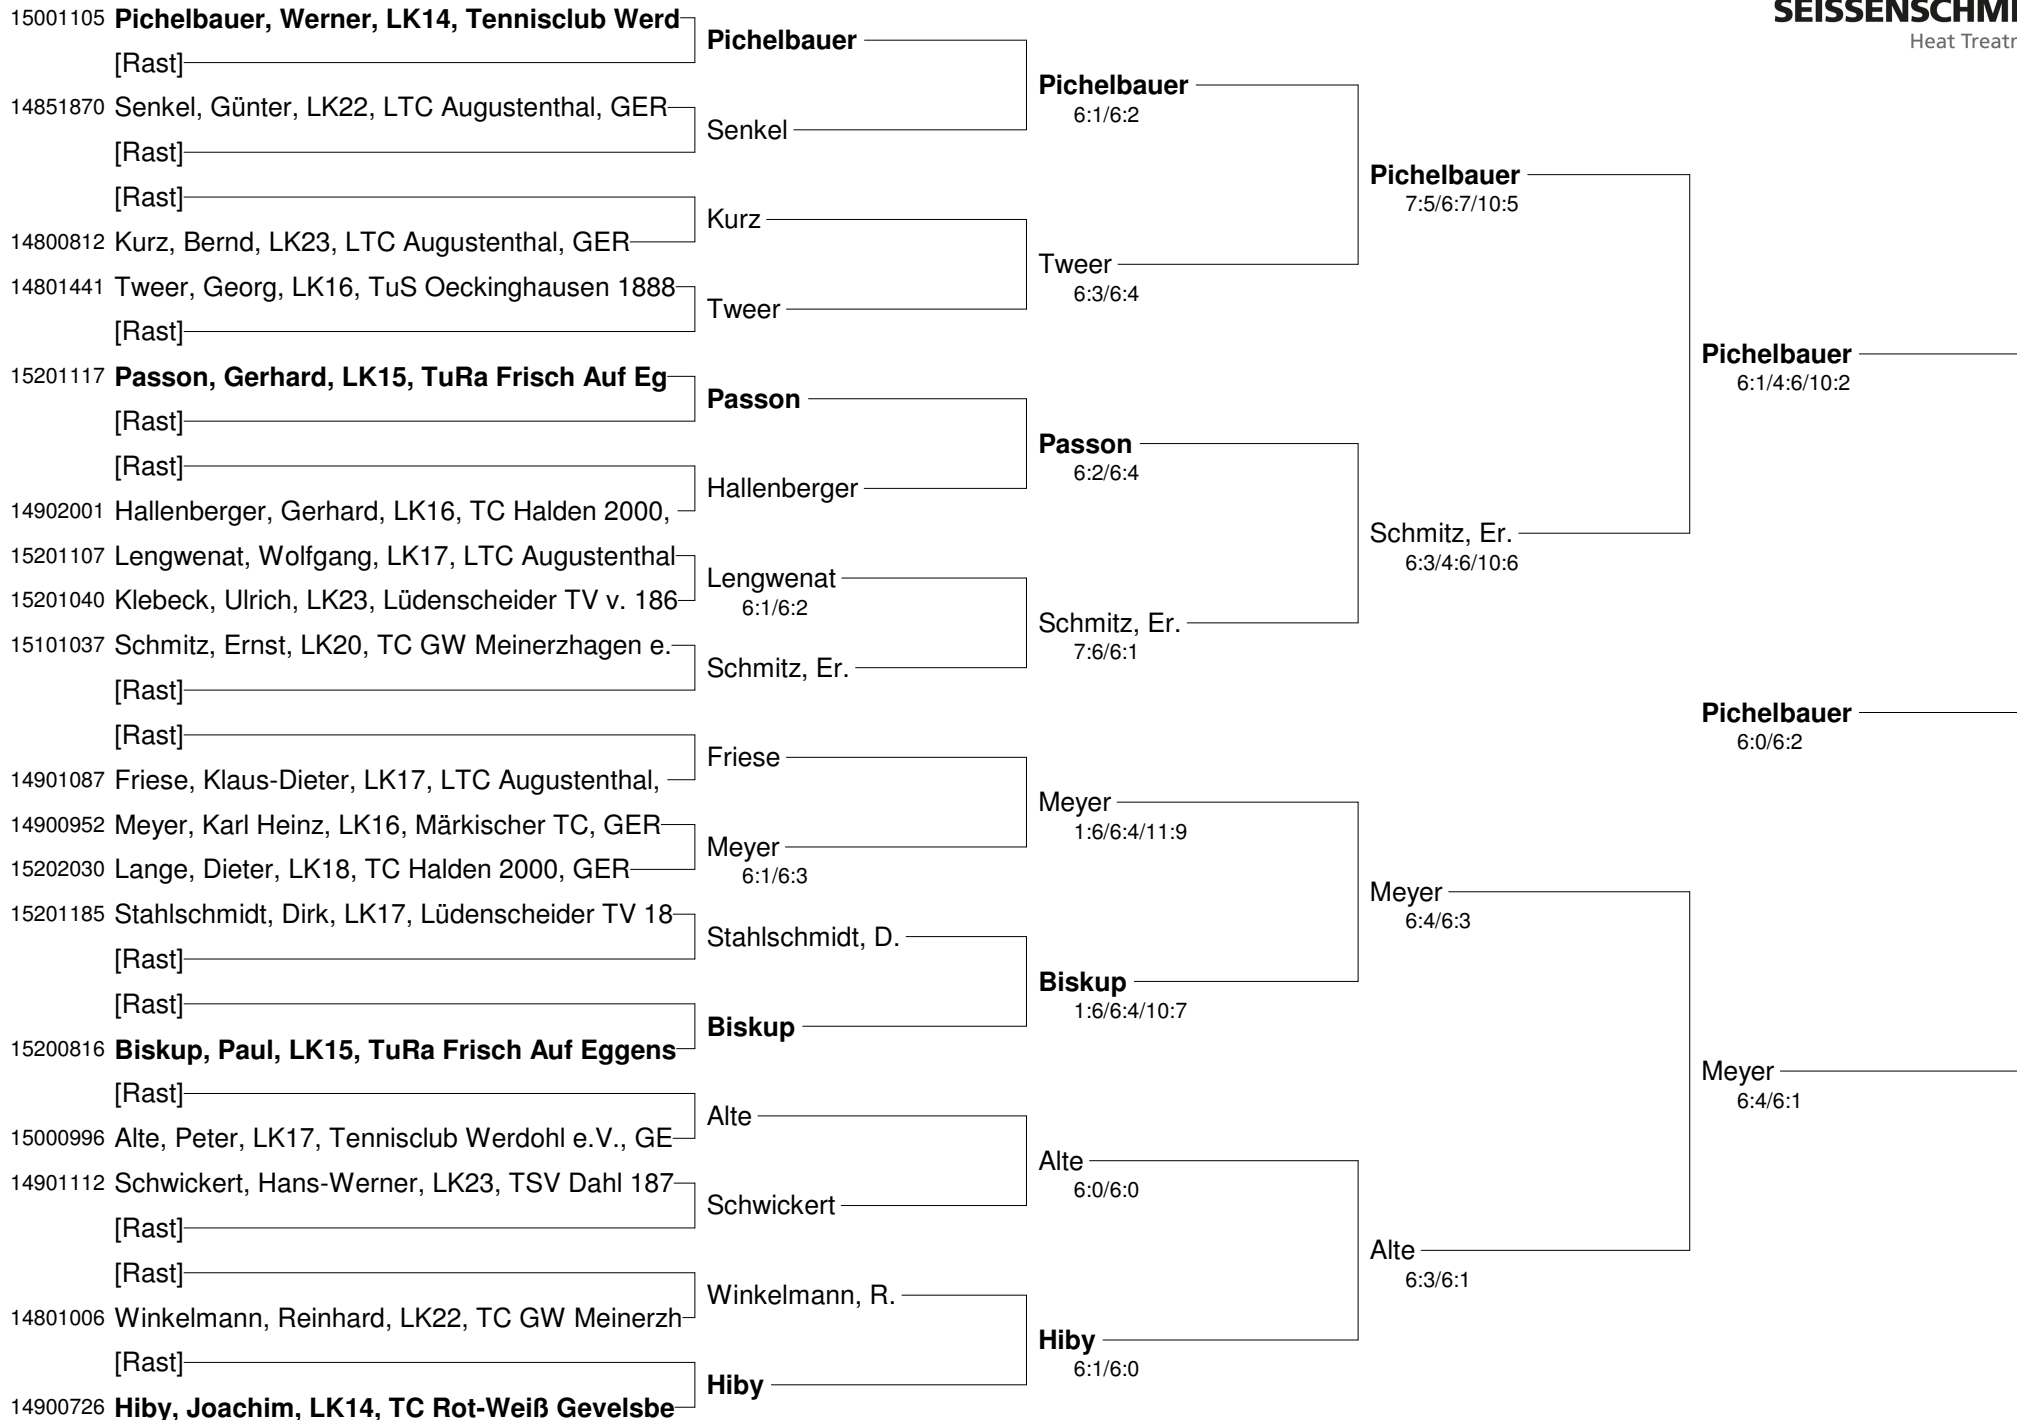 SEISSENSCHM
Heat Treat
15001105 Pichelbauer, Werner, LK14, Tennisclub Werd
[Rast]
14851870 Senkel, Günter, LK22, LTC Augustenthal, GER
[Rast]
[Rast]
14800812 Kurz, Bernd, LK23, LTC Augustenthal, GER
14801441 Tweer, Georg, LK16, TuS Oeckinghausen 1888
[Rast]
15201117 Passon, Gerhard, LK15, TuRa Frisch Auf Eg
[Rast]
[Rast]
14902001 Hallenberger, Gerhard, LK16, TC Halden 2000,
15201107 Lengwenat, Wolfgang, LK17, LTC Augustenthal
15201040 Klebeck, Ulrich, LK23, Lüdenscheider TV v. 186
15101037 Schmitz, Ernst, LK20, TC GW Meinerzhagen e.
[Rast]
[Rast]
14901087 Friese, Klaus-Dieter, LK17, LTC Augustenthal,
14900952 Meyer, Karl Heinz, LK16, Märkischer TC, GER
15202030 Lange, Dieter, LK18, TC Halden 2000, GER
15201185 Stahlschmidt, Dirk, LK17, Lüdenscheider TV 18
[Rast]
[Rast]
15200816 Biskup, Paul, LK15, TuRa Frisch Auf Eggens
[Rast]
15000996 Alte, Peter, LK17, Tennisclub Werdohl e.V., GE
14901112 Schwickert, Hans-Werner, LK23, TSV Dahl 187
[Rast]
[Rast]
14801006 Winkelmann, Reinhard, LK22, TC GW Meinerzh
[Rast]
14900726 Hiby, Joachim, LK14, TC Rot-Weiß Gevelsbe
Pichelbauer
Senkel
Kurz
Tweer
Passon
Hallenberger
Lengwenat
6:1/6:2
Schmitz, Er.
Friese
Meyer
6:1/6:3
Stahlschmidt, D.
Biskup
Alte
Schwickert
Winkelmann, R.
Hiby
Pichelbauer
6:1/6:2
Tweer
6:3/6:4
Passon
6:2/6:4
Schmitz, Er.
7:6/6:1
Meyer
1:6/6:4/11:9
Biskup
1:6/6:4/10:7
Alte
6:0/6:0
Hiby
6:1/6:0
Pichelbauer
7:5/6:7/10:5
Schmitz, Er.
6:3/4:6/10:6
Meyer
6:4/6:3
Alte
6:3/6:1
Pichelbauer
6:1/4:6/10:2
Pichelbauer
6:0/6:2
Meyer
6:4/6:1